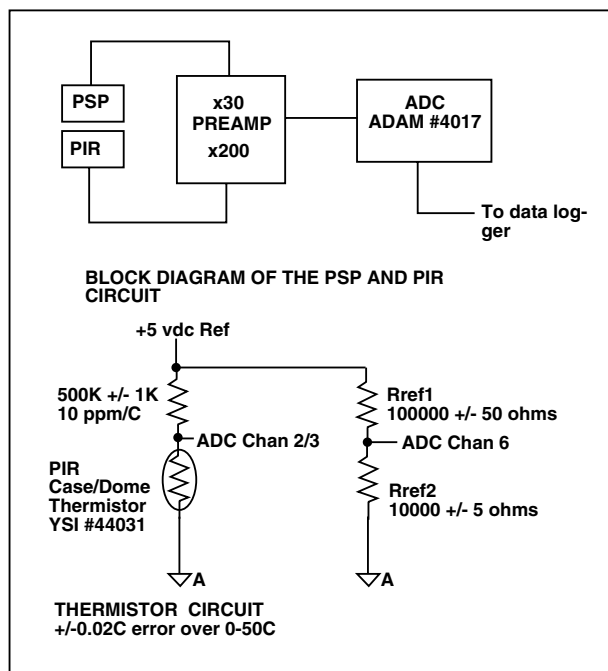 PSP
PIR
x30
PREAMP
x200
ADC
ADAM #4017
To data log-
ger
BLOCK DIAGRAM OF THE PSP AND PIR
CIRCUIT
+5 vdc Ref
500K +/- 1K
10 ppm/C
Rref1
100000 +/- 50 ohms
ADC Chan 2/3
ADC Chan 6
PIR
Case/Dome
Thermistor
YSI #44031
Rref2
10000 +/- 5 ohms
A
A
THERMISTOR CIRCUIT
+/-0.02C error over 0-50C